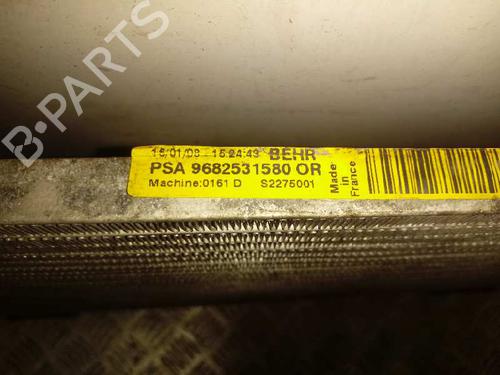 16/01/08 15:24:43 BEHR
PSA 9682531580 OR
Machine:0161 D S2275001
Made in France
B-PARTS